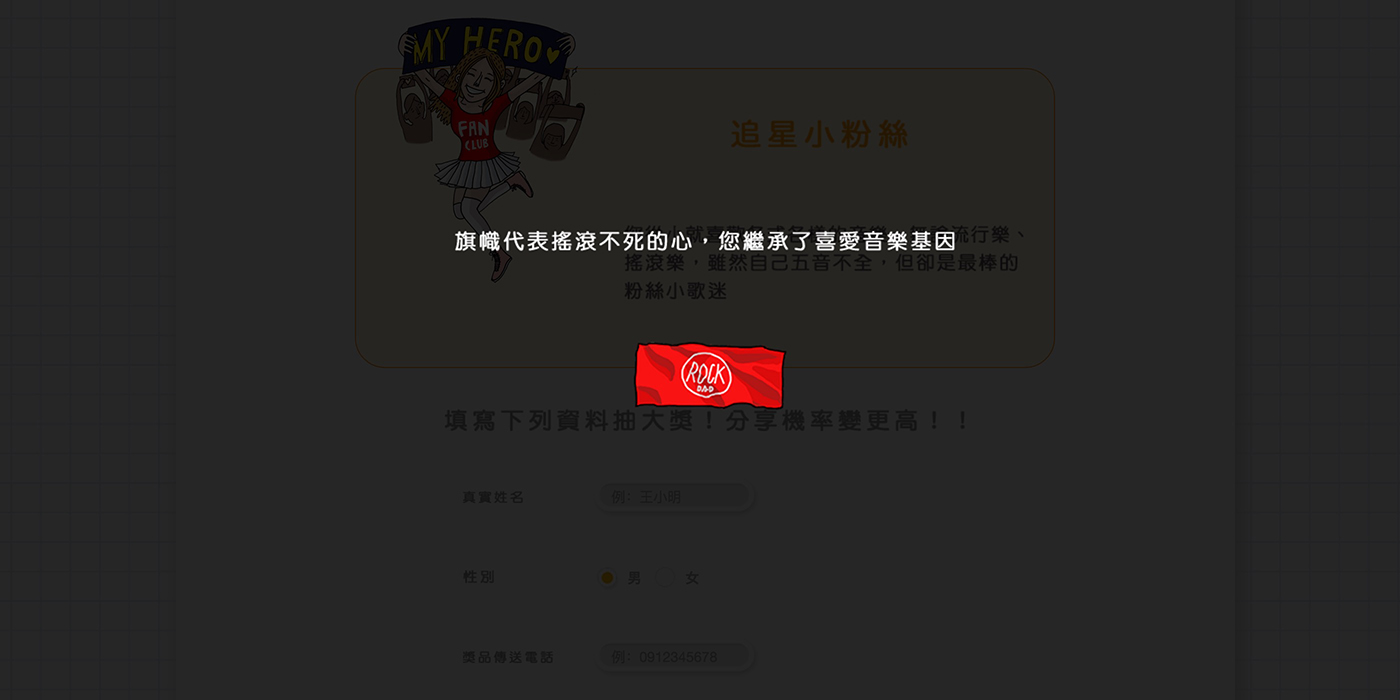 MY HERO
FAN
CLUB
追星小粉絲
旗幟代表搖滾不死的心，您繼承了喜愛音樂基因
流行樂、
搖滾樂，雖然自己五音不全，但卻是最棒的
粉絲小歌迷
ROCK
DAD
填寫下列資料抽大獎！分享機率變更高！！
真實姓名
例：王小明
性別
男
女
獎品傳送電話
例：0912345678